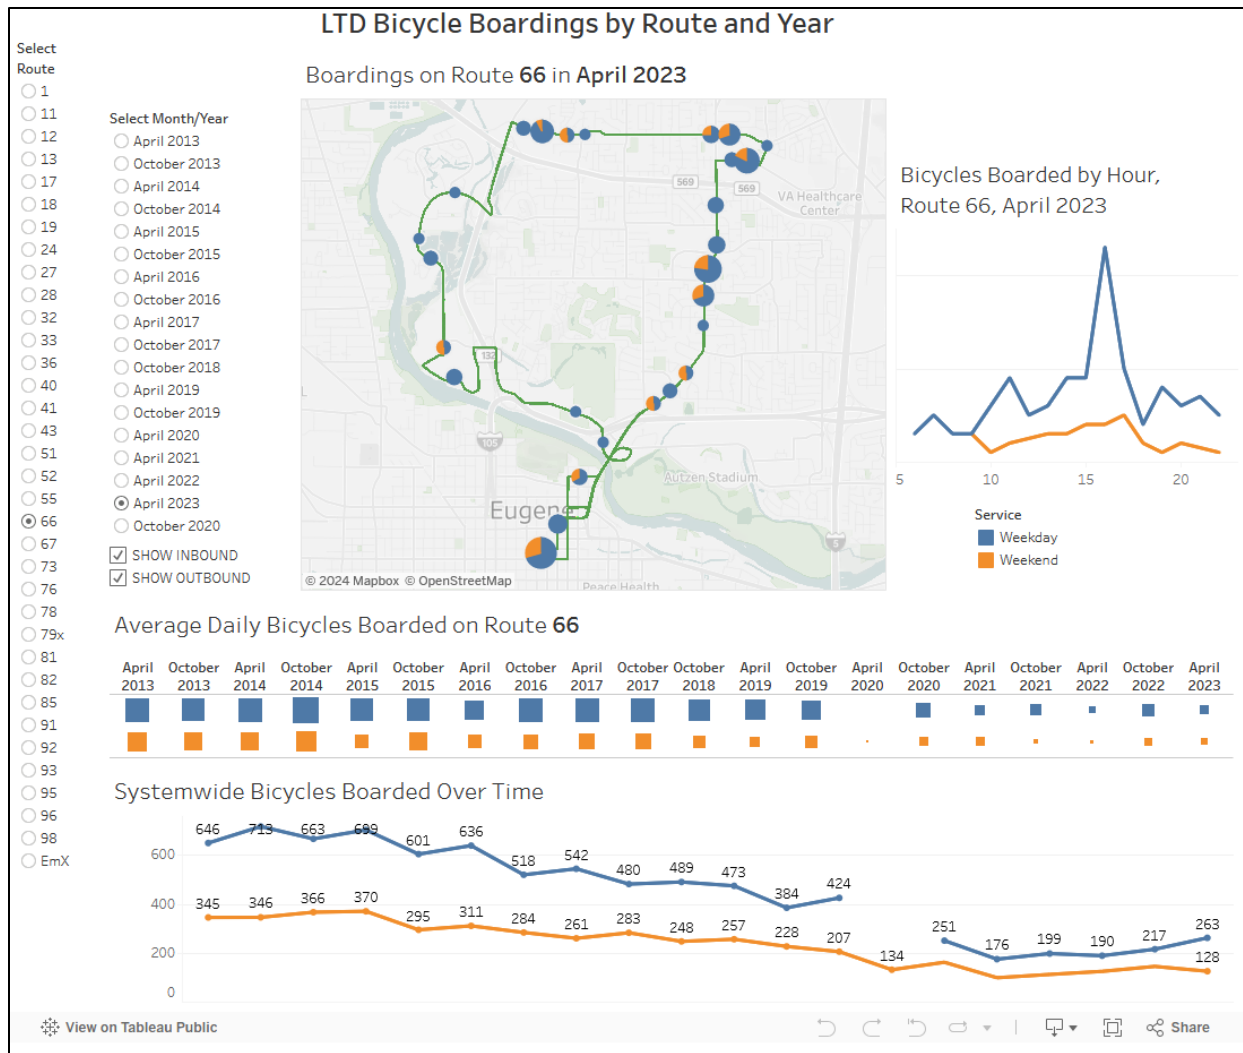 LTD Bicycle Boardings by Route and Year
Select
Route
1
11
12
13
17
18
19
24
27
28
32
33
36
40
41
43
51
52
55
66
67
73
76
78
79x
81
82
85
91
92
93
95
96
98
EmX
Select Month/Year
April 2013
October 2013
April 2014
October 2014
April 2015
October 2015
April 2016
October 2016
April 2017
October 2017
October 2018
April 2019
October 2019
April 2020
April 2021
April 2022
April 2023
October 2020
SHOW INBOUND
SHOW OUTBOUND
Boardings on Route 66 in April 2023
569
569
VA Healthcare
Center
132
105
Autzen Stadium
Eugene
5
Peace Health
© 2024 Mapbox © OpenStreetMap
Bicycles Boarded by Hour,
Route 66, April 2023
5 10 15 20
Service
Weekday
Weekend
Average Daily Bicycles Boarded on Route 66
April October April October April October April October April October October April October April October April October April October April
2013 2013 2014 2014 2015 2015 2016 2016 2017 2017 2018 2019 2019 2020 2020 2021 2021 2022 2022 2023
Systemwide Bicycles Boarded Over Time
600
400
200
0
646 713 663 699 601 636 518 542 480 489 473 384 424 251 176 199 190 217 263
345 346 366 370 295 311 284 261 283 248 257 228 207 134 128
View on Tableau Public
Share